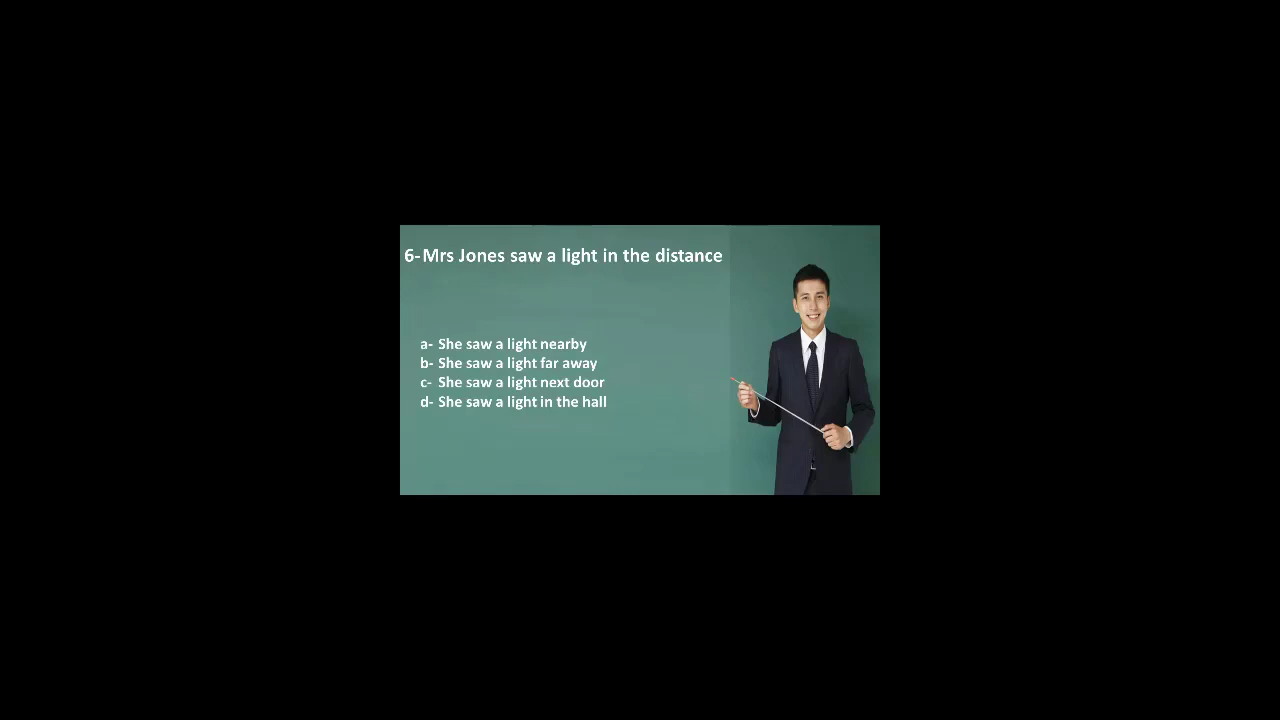 6-Mrs Jones saw a light in the distance
a- She saw a light nearby
b- She saw a light far away
c- She saw a light next door
d- She saw a light in the hall